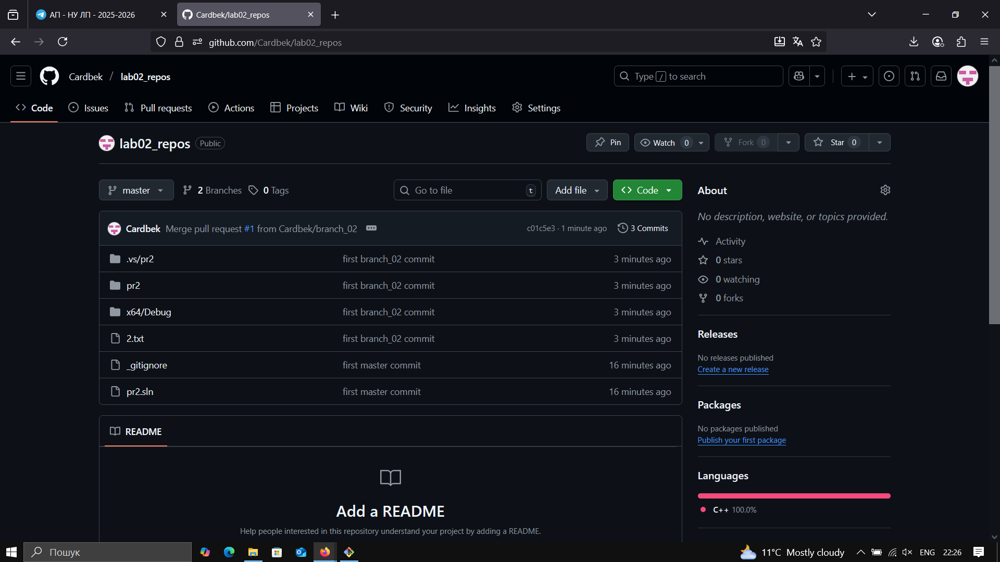 АП - НУ ЛП - 2025-2026
Cardbek/lab02_repos
github.com/Cardbek/lab02_repos
Cardbek / lab02_repos
Type / to search
Code
Issues
Pull requests
Actions
Projects
Wiki
Security
Insights
Settings
lab02_repos Public
Pin
Watch 0
Fork 0
Star 0
master
2 Branches
0 Tags
Go to file t
Add file
Code
Cardbek Merge pull request #1 from Cardbek/branch_02
c01c5e3 · 1 minute ago
3 Commits
.vs/pr2 first branch_02 commit 3 minutes ago
pr2 first branch_02 commit 3 minutes ago
x64/Debug first branch_02 commit 3 minutes ago
2.txt first branch_02 commit 3 minutes ago
_gitignore first master commit 16 minutes ago
pr2.sln first master commit 16 minutes ago
README
Add a README
Help people interested in this repository understand your project by adding a README.
About
No description, website, or topics provided.
Activity
0 stars
0 watching
0 forks
Releases
No releases published
Create a new release
Packages
No packages published
Publish your first package
Languages
C++ 100.0%
Пошук
11°C Mostly cloudy
ENG
22:26